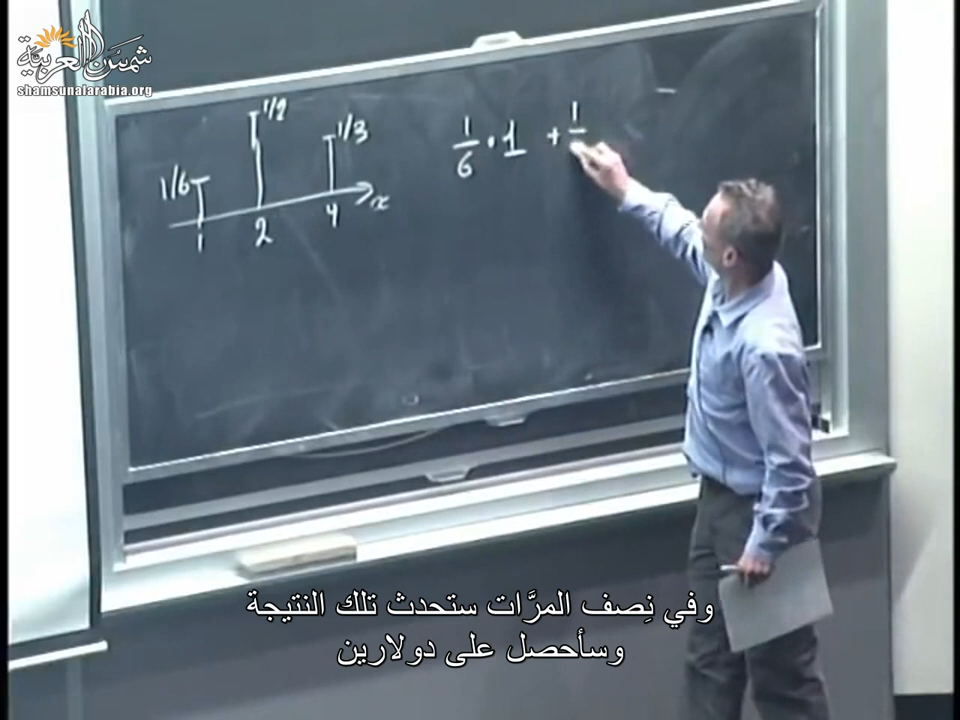 شمسُنا العربية
shamsunalarabia.org
1/6 1/2 1/3
1 2 4 x
1/6 · 1 + 1
وفي نِصف المرَّات ستحدث تلك النتيجة
وسأحصل على دولارين